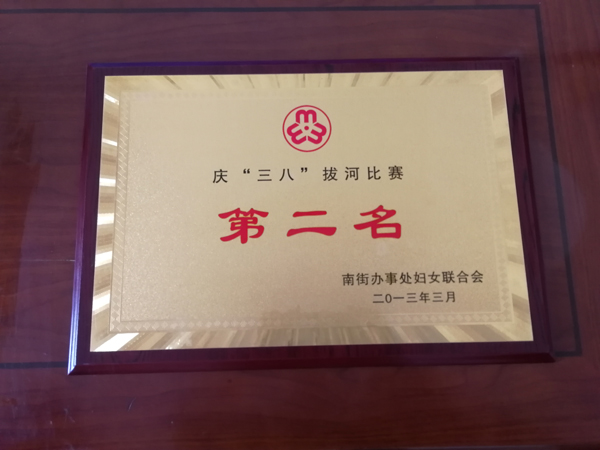 庆“三八”拔河比赛
第二名
南街办事处妇女联合会
二〇一三年三月